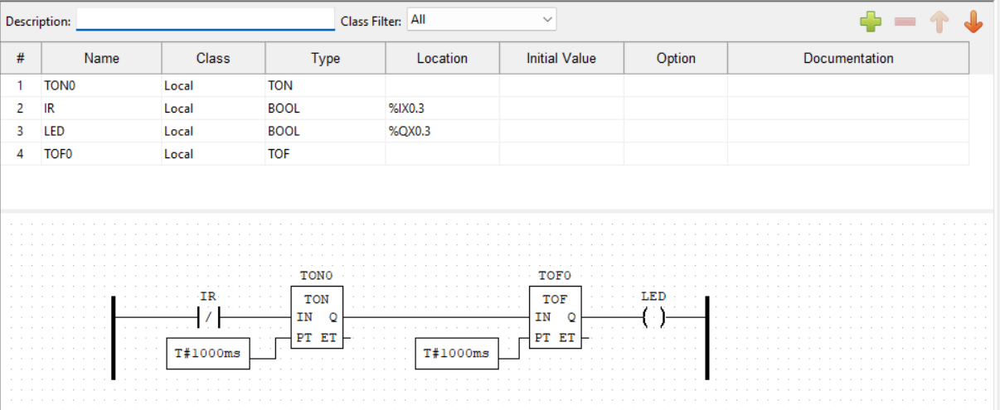 Description: Class Filter: All
# Name Class Type Location Initial Value Option Documentation
1 TON0 Local TON
2 IR Local BOOL %IX0.3
3 LED Local BOOL %QX0.3
4 TOF0 Local TOF
TON0 TOF0
IR TON TOF LED
/ IN Q IN Q ( )
PT ET PT ET
T#1000ms T#1000ms